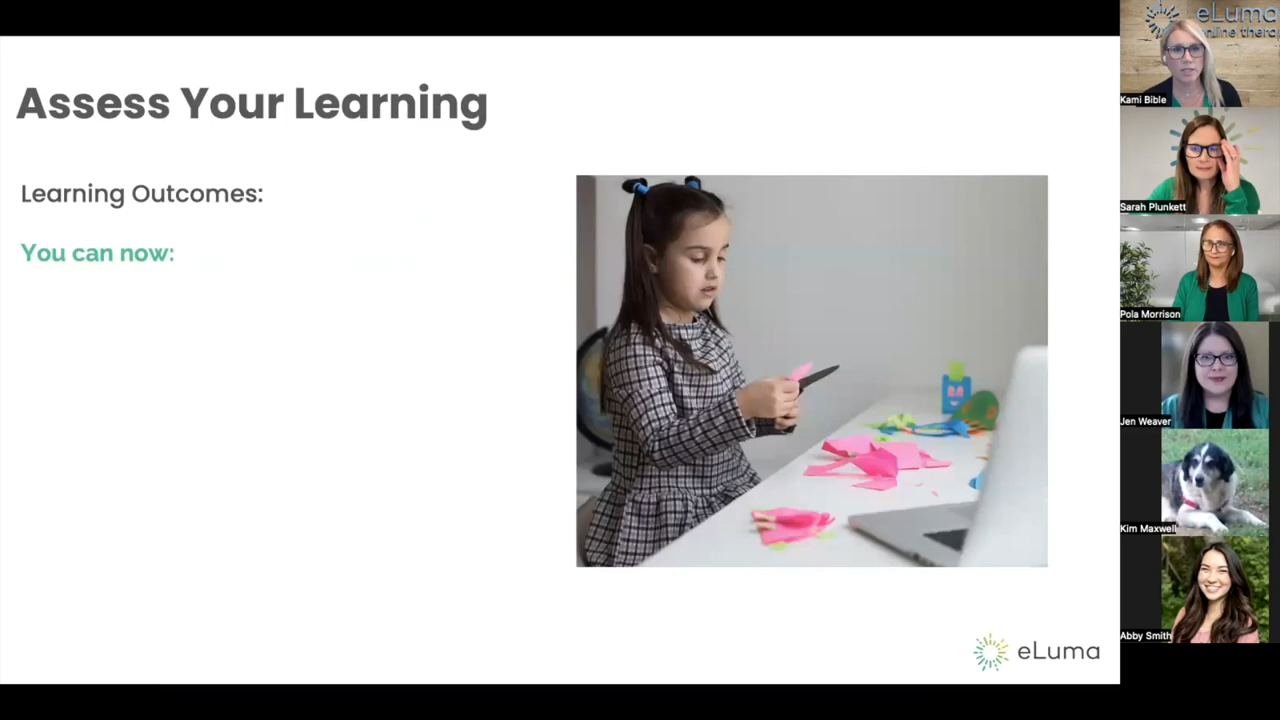 Assess Your Learning
Learning Outcomes:
You can now:
eLuma
eLuma
Kami Bible
Sarah Plunkett
Pola Morrison
Jen Weaver
Kim Maxwell
Abby Smith